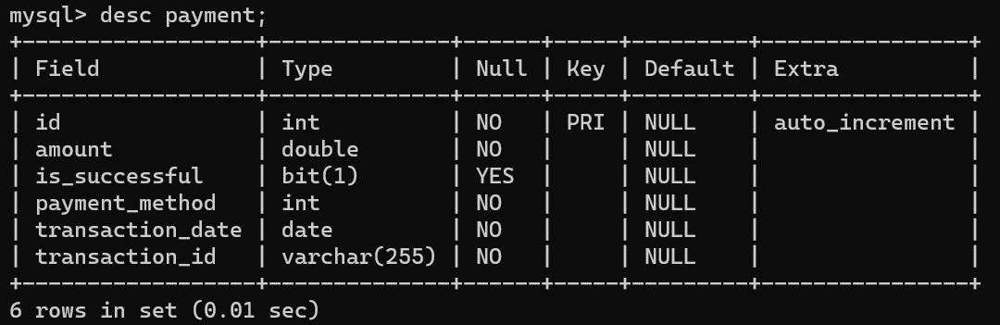 mysql> desc payment;
+-------------------+--------------+------+-----+---------+----------------+
| Field             | Type         | Null | Key | Default | Extra          |
+-------------------+--------------+------+-----+---------+----------------+
| id                | int          | NO   | PRI | NULL    | auto_increment |
| amount            | double       | NO   |     | NULL    |                |
| is_successful     | bit(1)       | YES  |     | NULL    |                |
| payment_method    | int          | NO   |     | NULL    |                |
| transaction_date  | date         | NO   |     | NULL    |                |
| transaction_id    | varchar(255) | NO   |     | NULL    |                |
+-------------------+--------------+------+-----+---------+----------------+
6 rows in set (0.01 sec)